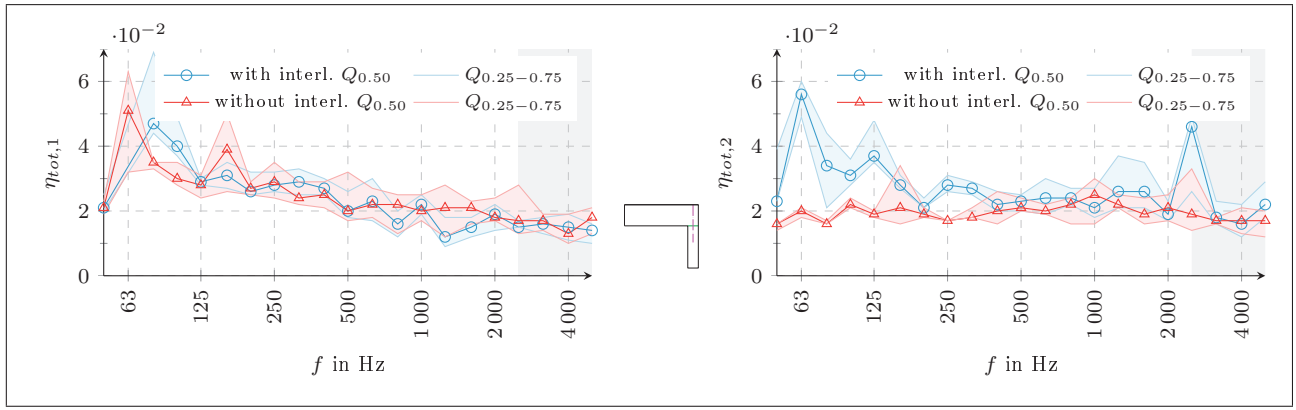 ·10⁻²
6
4
2
0
η_{tot,1}
with interl. Q_{0.50}
Q_{0.25−0.75}
without interl. Q_{0.50}
Q_{0.25−0.75}
63
125
250
500
1 000
2 000
4 000
f in Hz
·10⁻²
6
4
2
0
η_{tot,2}
with interl. Q_{0.50}
Q_{0.25−0.75}
without interl. Q_{0.50}
Q_{0.25−0.75}
63
125
250
500
1 000
2 000
4 000
f in Hz